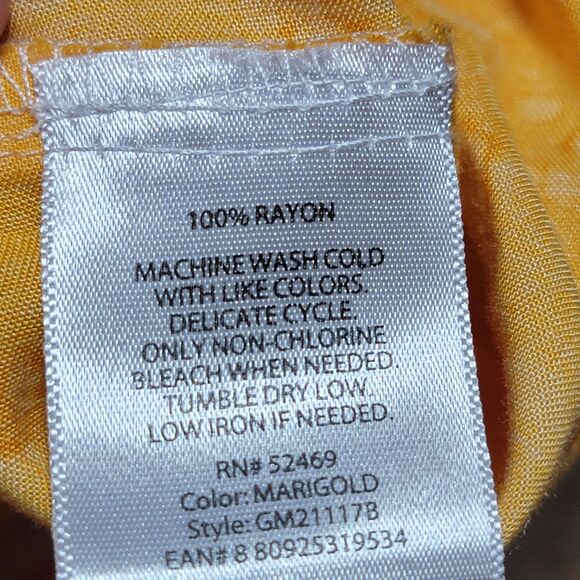 100% RAYON
MACHINE WASH COLD
WITH LIKE COLORS.
DELICATE CYCLE.
ONLY NON-CHLORINE
BLEACH WHEN NEEDED.
TUMBLE DRY LOW
LOW IRON IF NEEDED.
RN# 52469
Color: MARIGOLD
Style: GM21117B
EAN# 8 80925319534